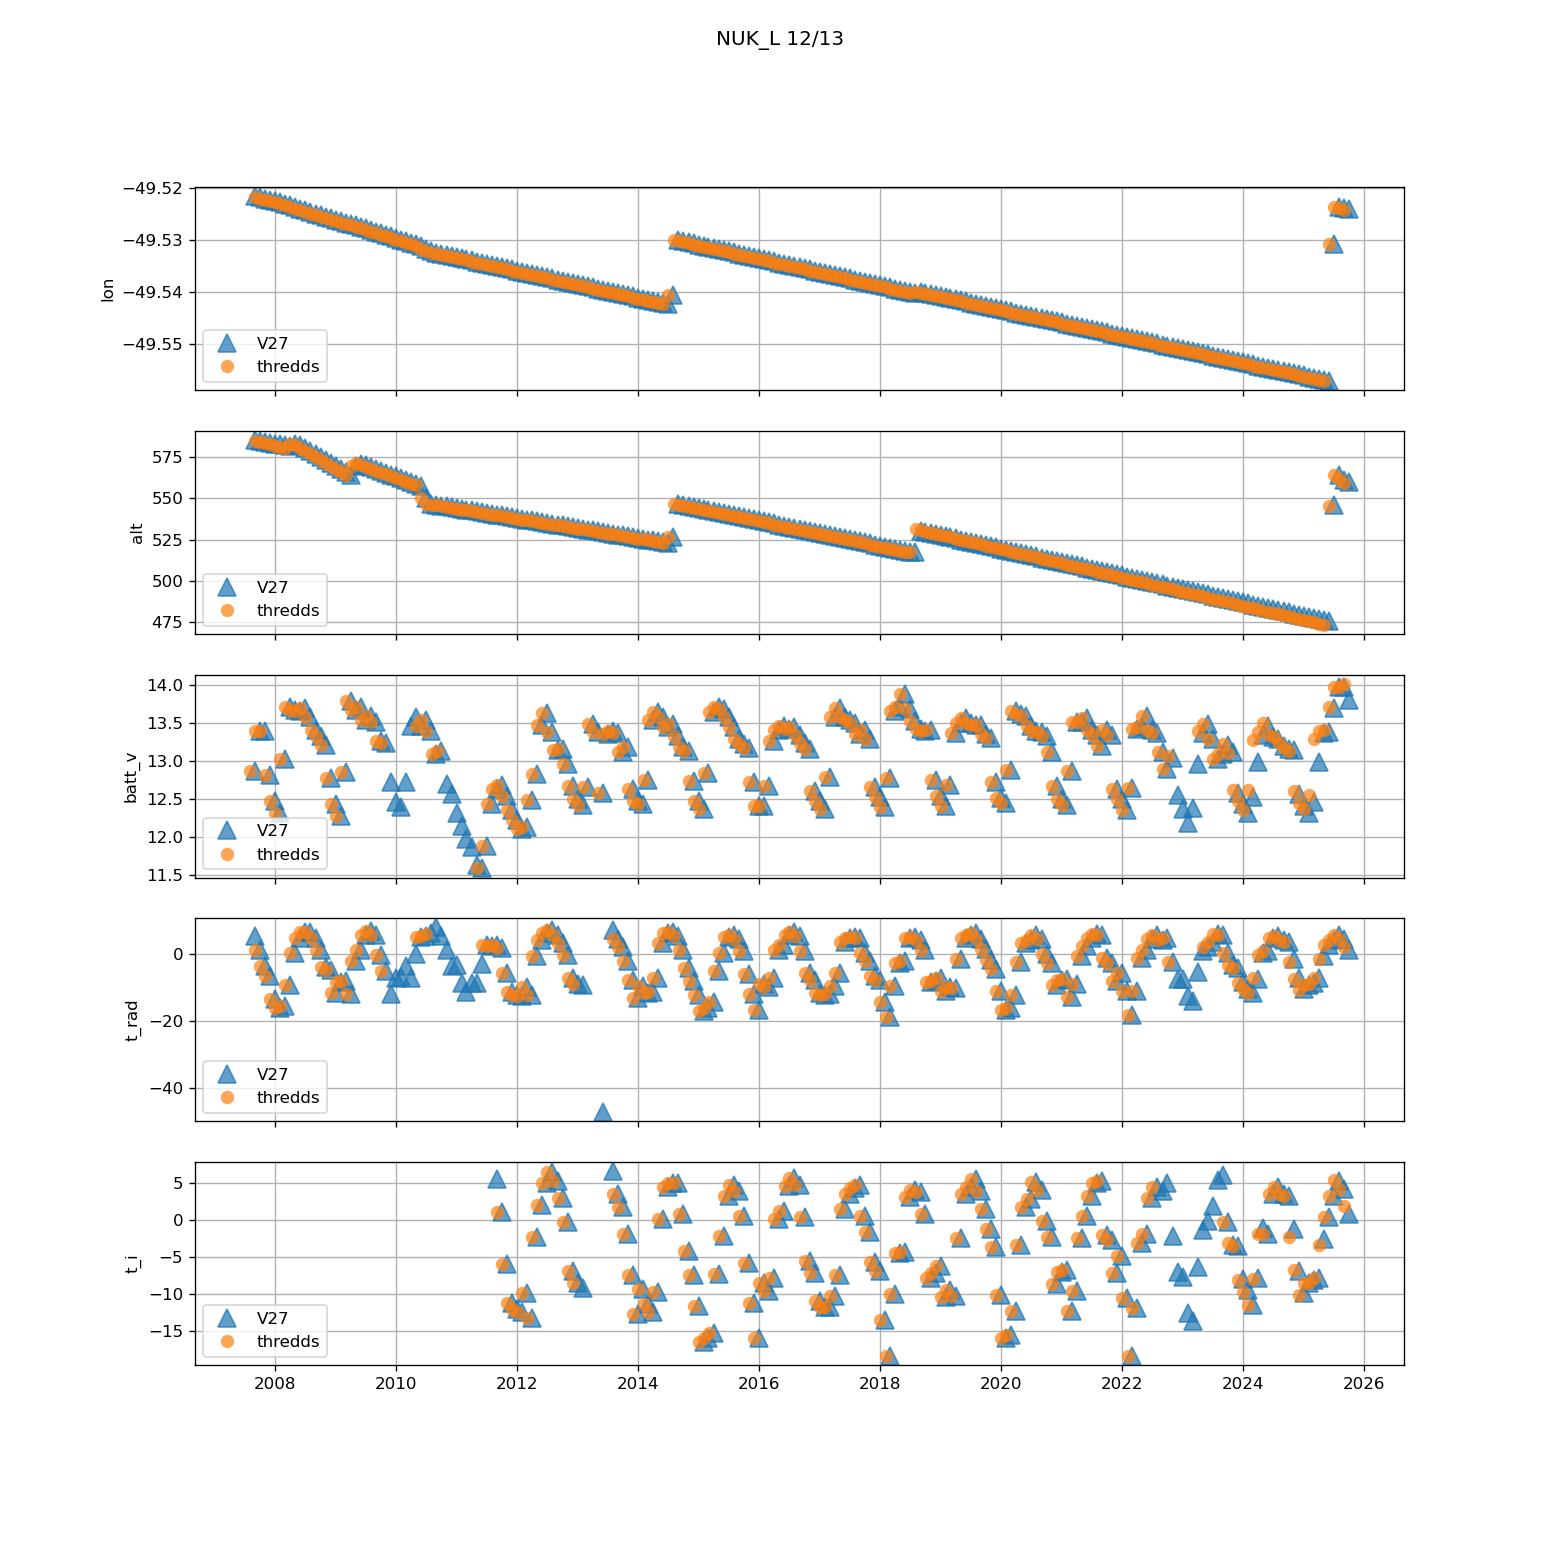 NUK_L 12/13
−49.52
−49.53
−49.54
−49.55
lon
V27
thredds
575
550
525
500
475
alt
V27
thredds
14.0
13.5
13.0
12.5
12.0
11.5
batt_v
V27
thredds
0
−20
−40
t_rad
V27
thredds
5
0
−5
−10
−15
t_i
V27
thredds
2008 2010 2012 2014 2016 2018 2020 2022 2024 2026